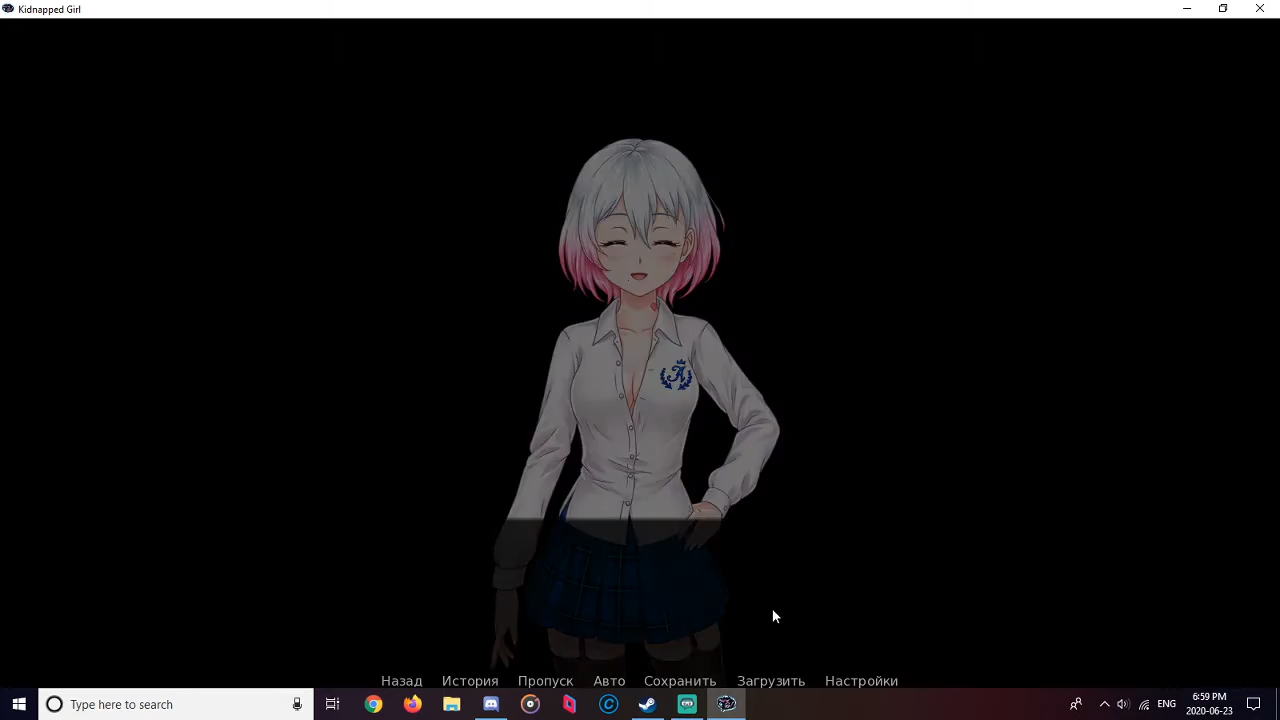 Kidnapped Girl
A
Назад История Пропуск Авто Сохранить Загрузить Настройки
Type here to search
ENG
6:59 PM
2020-06-23